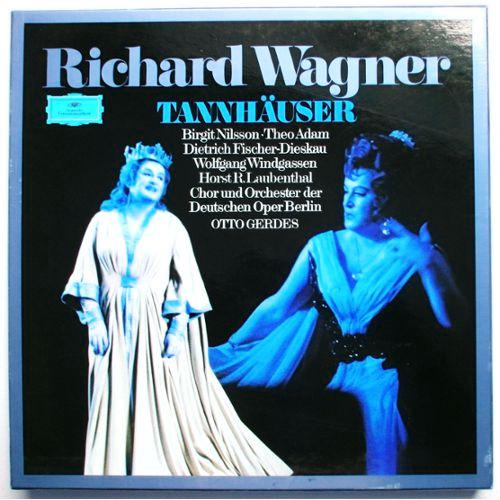 Richard Wagner
TANNHÄUSER
Birgit Nilsson·Theo Adam
Dietrich Fischer-Dieskau
Wolfgang Windgassen
Horst R. Laubenthal
Chor und Orchester der
Deutschen Oper Berlin
OTTO GERDES